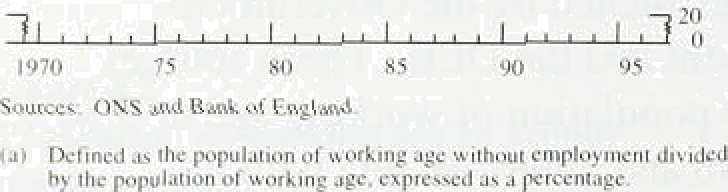 20
0
1970 75 80 85 90 95
Sources: ONS and Bank of England.
(a) Defined as the population of working age without employment divided
by the population of working age, expressed as a percentage.